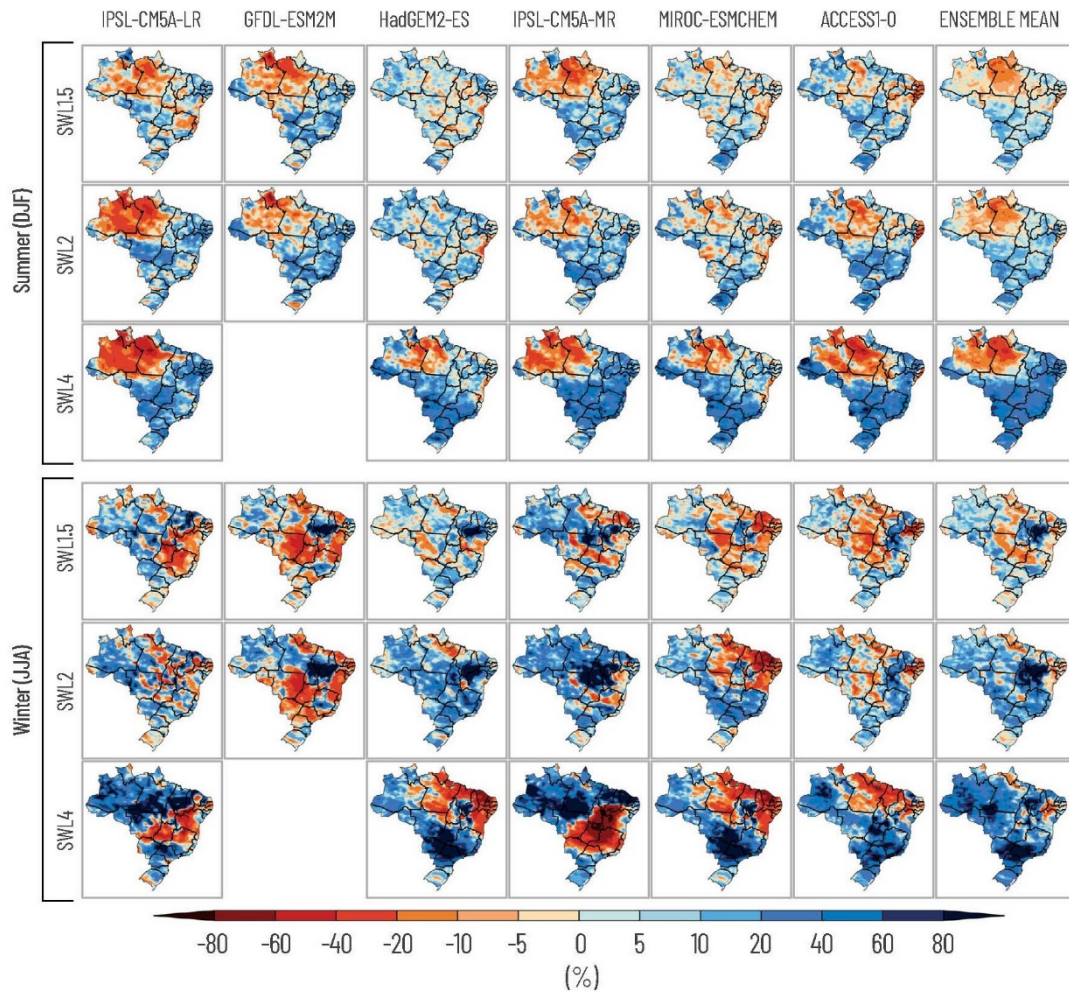 IPSL-CM5A-LR GFDL-ESM2M HadGEM2-ES IPSL-CM5A-MR MIROC-ESMCHEM ACCESS1-0 ENSEMBLE MEAN
Summer (DJF)
SWL1.5
SWL2
SWL4
Winter (JJA)
SWL1.5
SWL2
SWL4
-80 -60 -40 -20 -10 -5 0 5 10 20 40 60 80
(%)